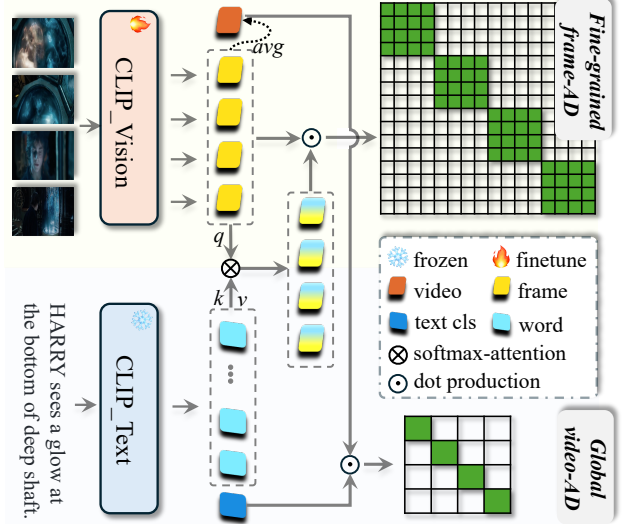 CLIP_Vision
avg
Fine-grained
frame-AD
q
k
v
HARRY sees a glow at
the bottom of deep shaft.
CLIP_Text
frozen
finetune
video
frame
text cls
word
softmax-attention
dot production
Global
video-AD